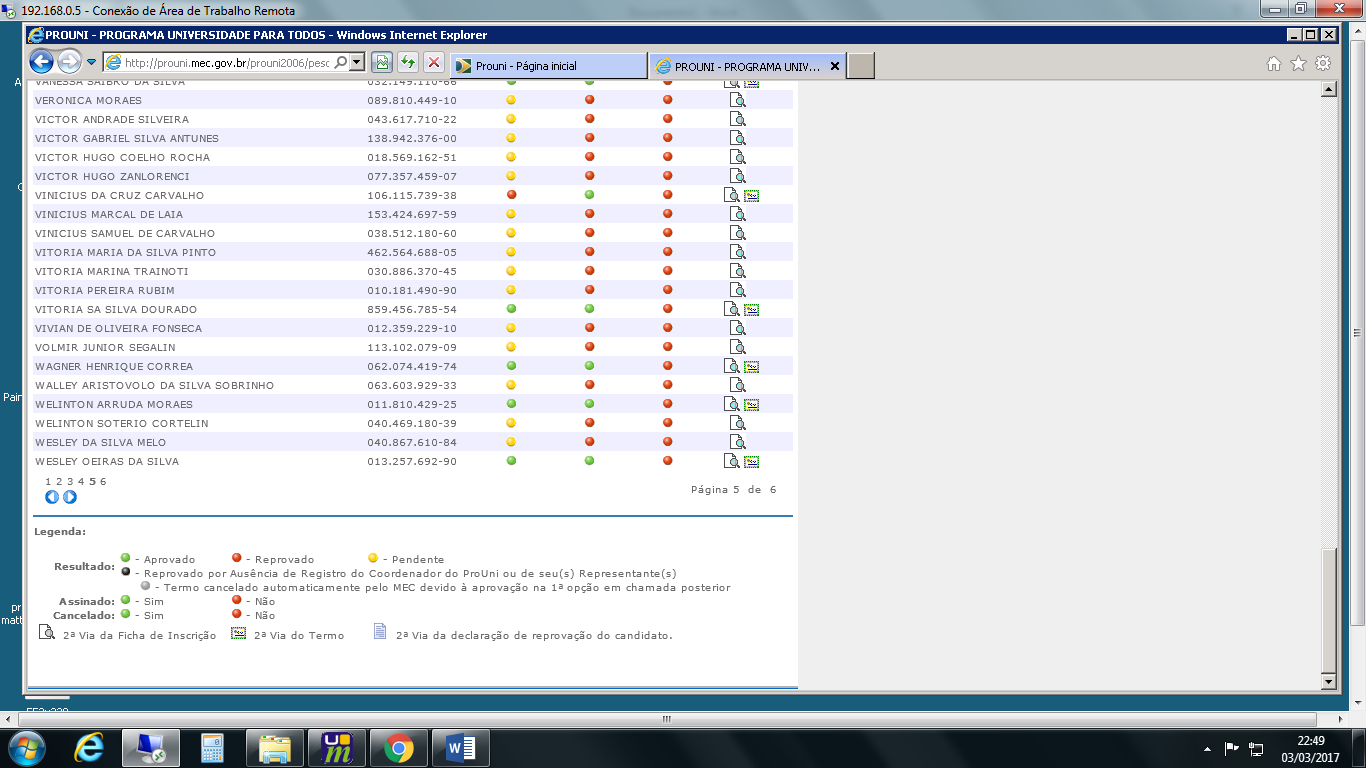 192.168.0.5 - Conexão de Área de Trabalho Remota
PROUNI - PROGRAMA UNIVERSIDADE PARA TODOS - Windows Internet Explorer
http://prouni.mec.gov.br/prouni2006/pesc
Prouni - Página inicial
PROUNI - PROGRAMA UNIV...
VANESSA SAIBRO DA SILVA 032.149.110-66
VERONICA MORAES 089.810.449-10
VICTOR ANDRADE SILVEIRA 043.617.710-22
VICTOR GABRIEL SILVA ANTUNES 138.942.376-00
VICTOR HUGO COELHO ROCHA 018.569.162-51
VICTOR HUGO ZANLORENCI 077.357.459-07
VINICIUS DA CRUZ CARVALHO 106.115.739-38
VINICIUS MARCAL DE LAIA 153.424.697-59
VINICIUS SAMUEL DE CARVALHO 038.512.180-60
VITORIA MARIA DA SILVA PINTO 462.564.688-05
VITORIA MARINA TRAINOTI 030.886.370-45
VITORIA PEREIRA RUBIM 010.181.490-90
VITORIA SA SILVA DOURADO 859.456.785-54
VIVIAN DE OLIVEIRA FONSECA 012.359.229-10
VOLMIR JUNIOR SEGALIN 113.102.079-09
WAGNER HENRIQUE CORREA 062.074.419-74
WALLEY ARISTOVOLO DA SILVA SOBRINHO 063.603.929-33
WELINTON ARRUDA MORAES 011.810.429-25
WELINTON SOTERIO CORTELIN 040.469.180-39
WESLEY DA SILVA MELO 040.867.610-84
WESLEY OEIRAS DA SILVA 013.257.692-90
1 2 3 4 5 6
Página 5 de 6
Legenda:
Resultado: - Aprovado - Reprovado - Pendente
- Reprovado por Ausência de Registro do Coordenador do ProUni ou de seu(s) Representante(s)
- Termo cancelado automaticamente pelo MEC devido à aprovação na 1ª opção em chamada posterior
Assinado: - Sim - Não
Cancelado: - Sim - Não
2ª Via da Ficha de Inscrição 2ª Via do Termo 2ª Via da declaração de reprovação do candidato.
Pain
pr
matt
22:49
03/03/2017